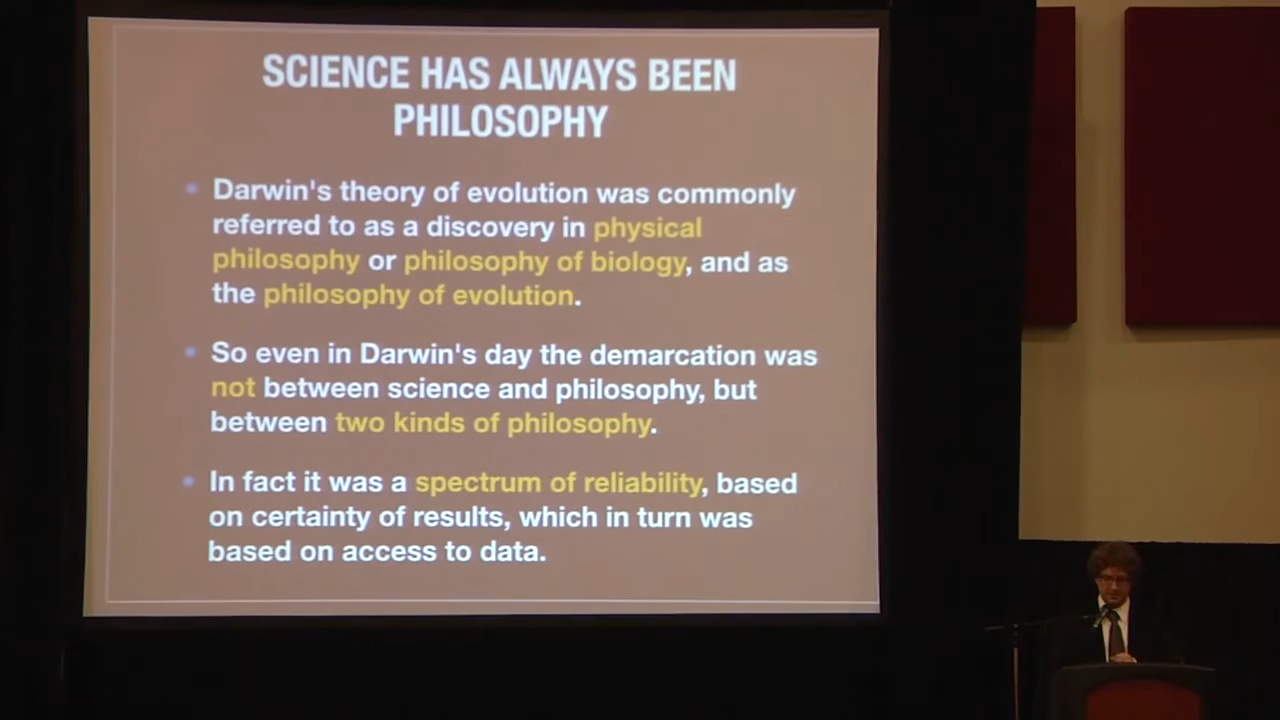 SCIENCE HAS ALWAYS BEEN
PHILOSOPHY
• Darwin's theory of evolution was commonly
referred to as a discovery in physical
philosophy or philosophy of biology, and as
the philosophy of evolution.
• So even in Darwin's day the demarcation was
not between science and philosophy, but
between two kinds of philosophy.
• In fact it was a spectrum of reliability, based
on certainty of results, which in turn was
based on access to data.